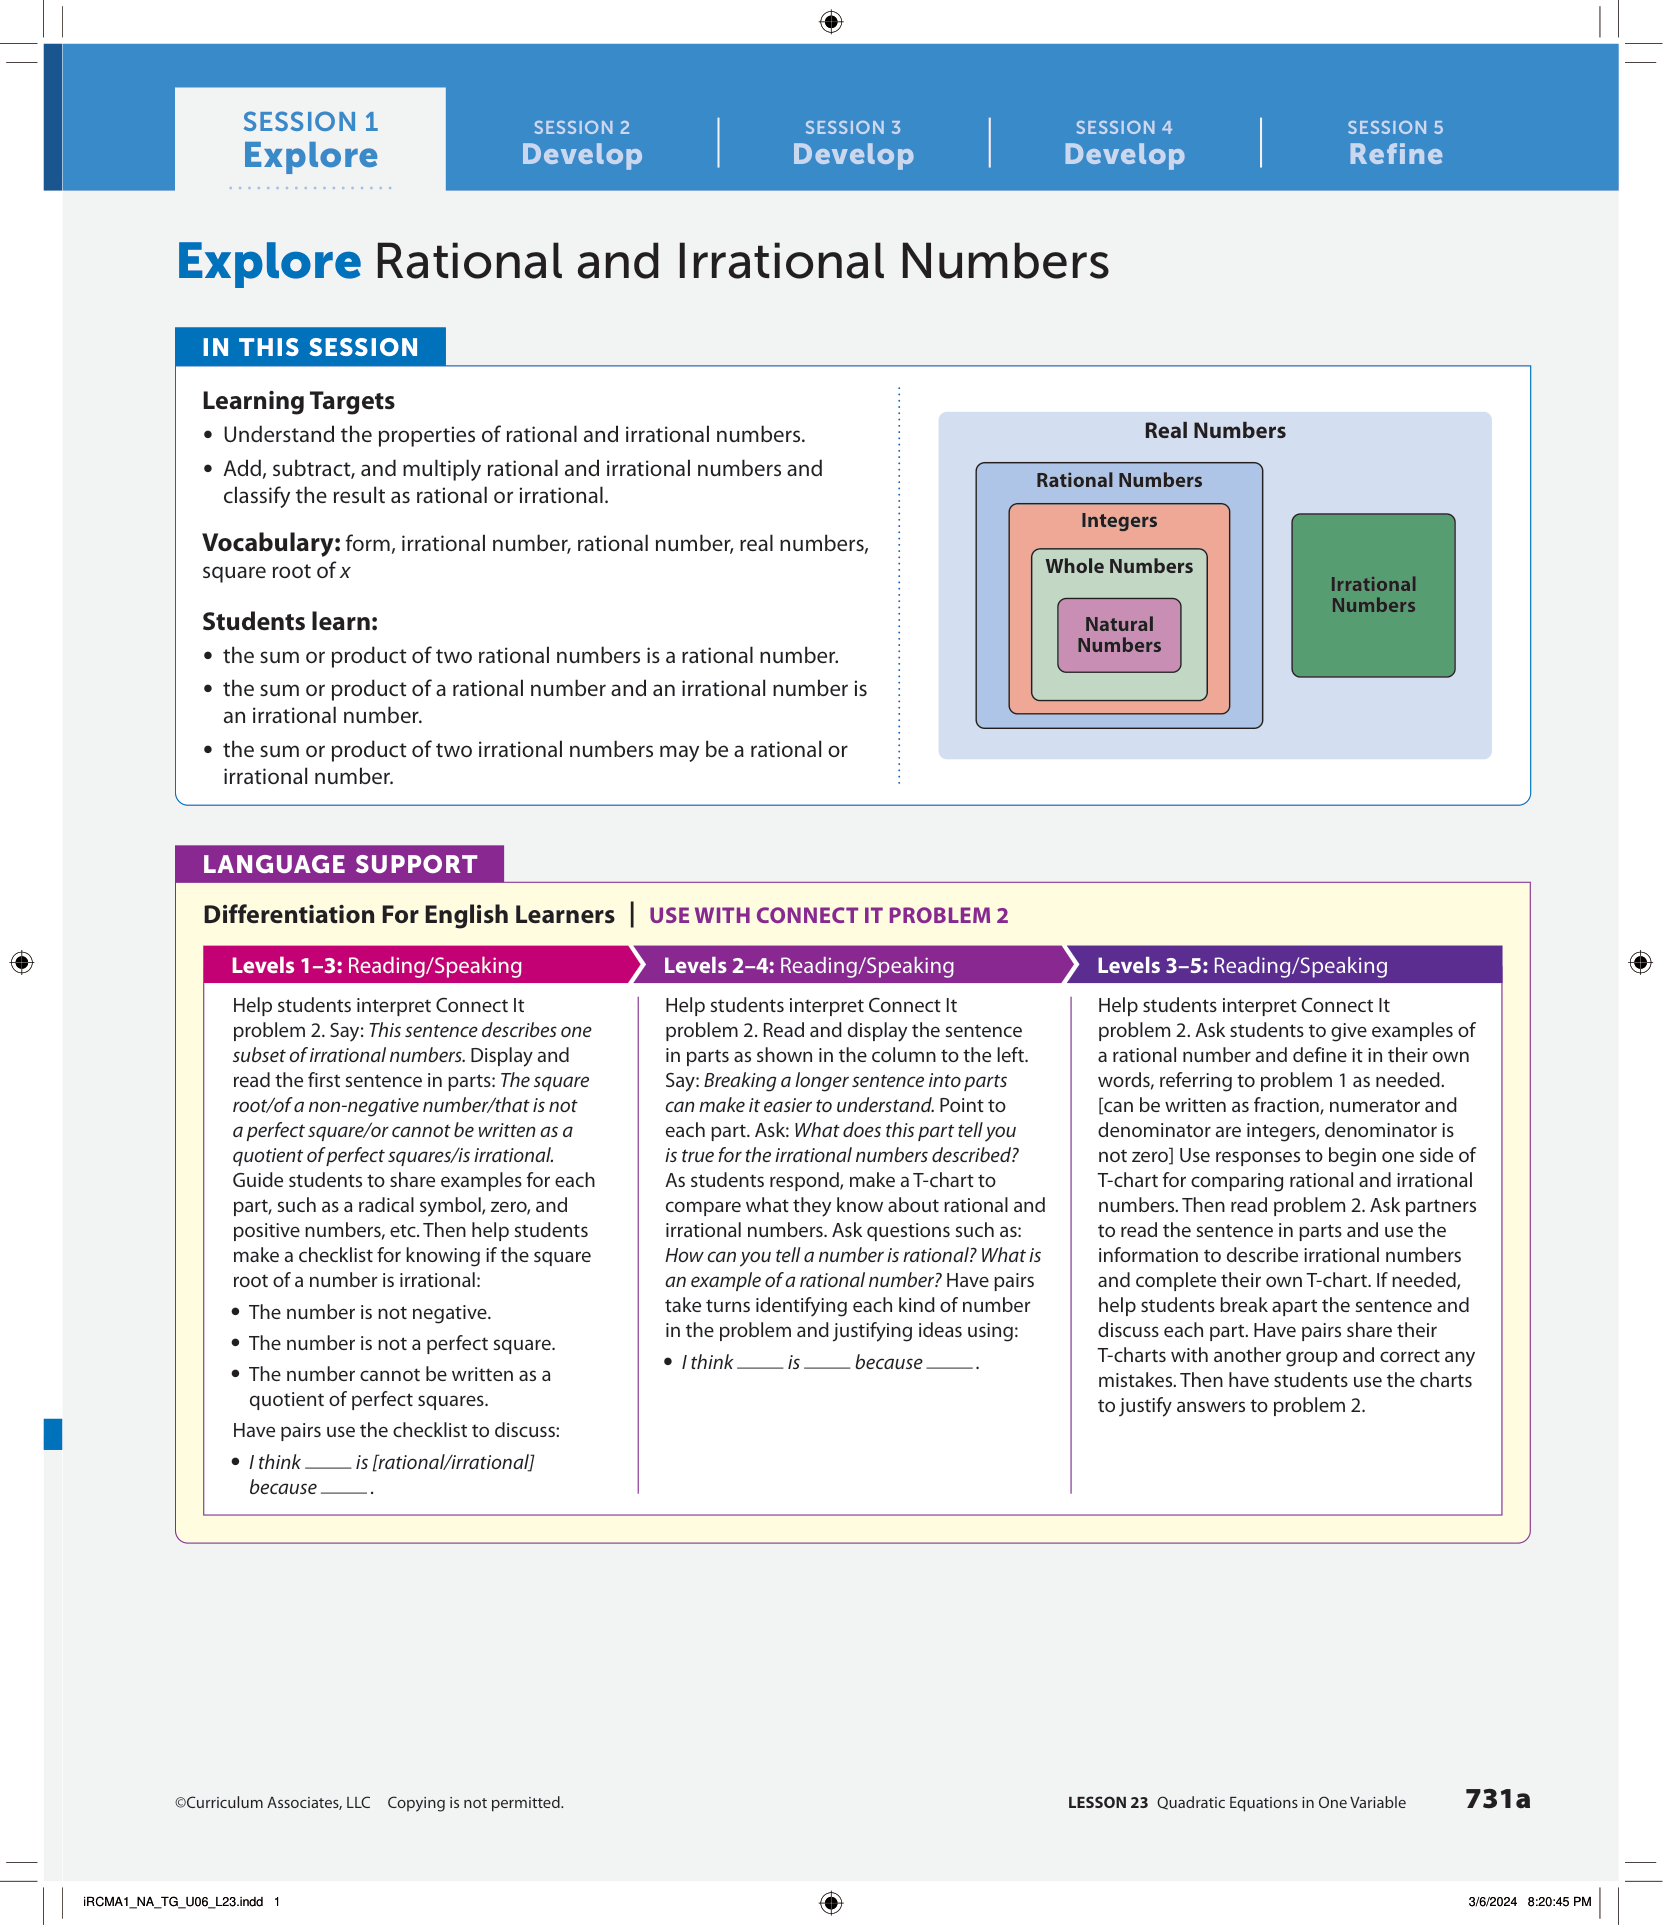 SESSION 1
Explore
SESSION 2
Develop
SESSION 3
Develop
SESSION 4
Develop
SESSION 5
Refine
Explore Rational and Irrational Numbers
IN THIS SESSION
Learning Targets
• Understand the properties of rational and irrational numbers.
• Add, subtract, and multiply rational and irrational numbers and
classify the result as rational or irrational.
Vocabulary: form, irrational number, rational number, real numbers,
square root of x
Students learn:
• the sum or product of two rational numbers is a rational number.
• the sum or product of a rational number and an irrational number is
an irrational number.
• the sum or product of two irrational numbers may be a rational or
irrational number.
Real Numbers
Rational Numbers
Integers
Whole Numbers
Natural
Numbers
Irrational
Numbers
LANGUAGE SUPPORT
Differentiation For English Learners | USE WITH CONNECT IT PROBLEM 2
Levels 1–3: Reading/Speaking
Help students interpret Connect It
problem 2. Say: This sentence describes one
subset of irrational numbers. Display and
read the first sentence in parts: The square
root/of a non-negative number/that is not
a perfect square/or cannot be written as a
quotient of perfect squares/is irrational.
Guide students to share examples for each
part, such as a radical symbol, zero, and
positive numbers, etc. Then help students
make a checklist for knowing if the square
root of a number is irrational:
• The number is not negative.
• The number is not a perfect square.
• The number cannot be written as a
quotient of perfect squares.
Have pairs use the checklist to discuss:
• I think _____ is [rational/irrational]
because _____ .
Levels 2–4: Reading/Speaking
Help students interpret Connect It
problem 2. Read and display the sentence
in parts as shown in the column to the left.
Say: Breaking a longer sentence into parts
can make it easier to understand. Point to
each part. Ask: What does this part tell you
is true for the irrational numbers described?
As students respond, make a T-chart to
compare what they know about rational and
irrational numbers. Ask questions such as:
How can you tell a number is rational? What is
an example of a rational number? Have pairs
take turns identifying each kind of number
in the problem and justifying ideas using:
• I think _____ is _____ because _____ .
Levels 3–5: Reading/Speaking
Help students interpret Connect It
problem 2. Ask students to give examples of
a rational number and define it in their own
words, referring to problem 1 as needed.
[can be written as fraction, numerator and
denominator are integers, denominator is
not zero] Use responses to begin one side of
T-chart for comparing rational and irrational
numbers. Then read problem 2. Ask partners
to read the sentence in parts and use the
information to describe irrational numbers
and complete their own T-chart. If needed,
help students break apart the sentence and
discuss each part. Have pairs share their
T-charts with another group and correct any
mistakes. Then have students use the charts
to justify answers to problem 2.
©Curriculum Associates, LLC Copying is not permitted.
LESSON 23 Quadratic Equations in One Variable 731a
iRCMA1_NA_TG_U06_L23.indd 1
3/6/2024 8:20:45 PM